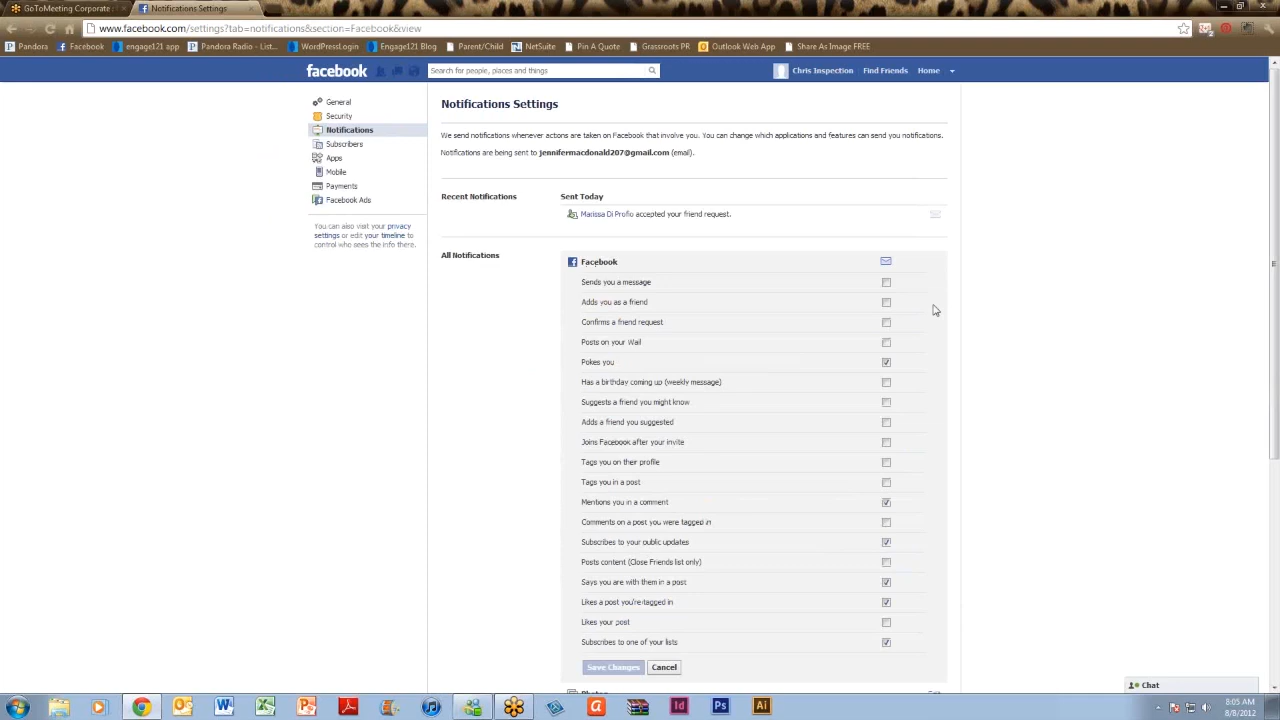 GoToMeeting Corporate
Notifications Settings
www.facebook.com/settings?tab=notifications&section=Facebook&view
Pandora
Facebook
engage121 app
Pandora Radio - List...
WordPressLogin
Engage121 Blog
Parent/Child
NetSuite
Pin A Quote
Grassroots PR
Outlook Web App
Share As Image FREE
facebook
Search for people, places and things
Chris Inspection
Find Friends
Home
General
Security
Notifications
Subscribers
Apps
Mobile
Payments
Facebook Ads
You can also visit your privacy
settings or edit your timeline to
control who sees the info there.
Notifications Settings
We send notifications whenever actions are taken on Facebook that involve you. You can change which applications and features can send you notifications.
Notifications are being sent to jennifermacdonald207@gmail.com (email).
Recent Notifications
Sent Today
Marissa Di Profio accepted your friend request.
All Notifications
Facebook
Sends you a message
Adds you as a friend
Confirms a friend request
Posts on your Wall
Pokes you
Has a birthday coming up (weekly message)
Suggests a friend you might know
Adds a friend you suggested
Joins Facebook after your invite
Tags you on their profile
Tags you in a post
Mentions you in a comment
Comments on a post you were tagged in
Subscribes to your public updates
Posts content (Close Friends list only)
Says you are with them in a post
Likes a post you're tagged in
Likes your post
Subscribes to one of your lists
Save Changes
Cancel
Photos
Edit
Chat
8:05 AM
8/8/2012